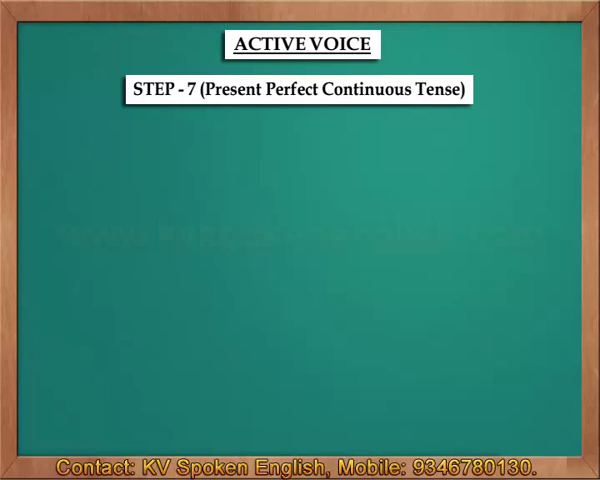 ACTIVE VOICE
STEP - 7 (Present Perfect Continuous Tense)
Contact: KV Spoken English, Mobile: 9346780130.